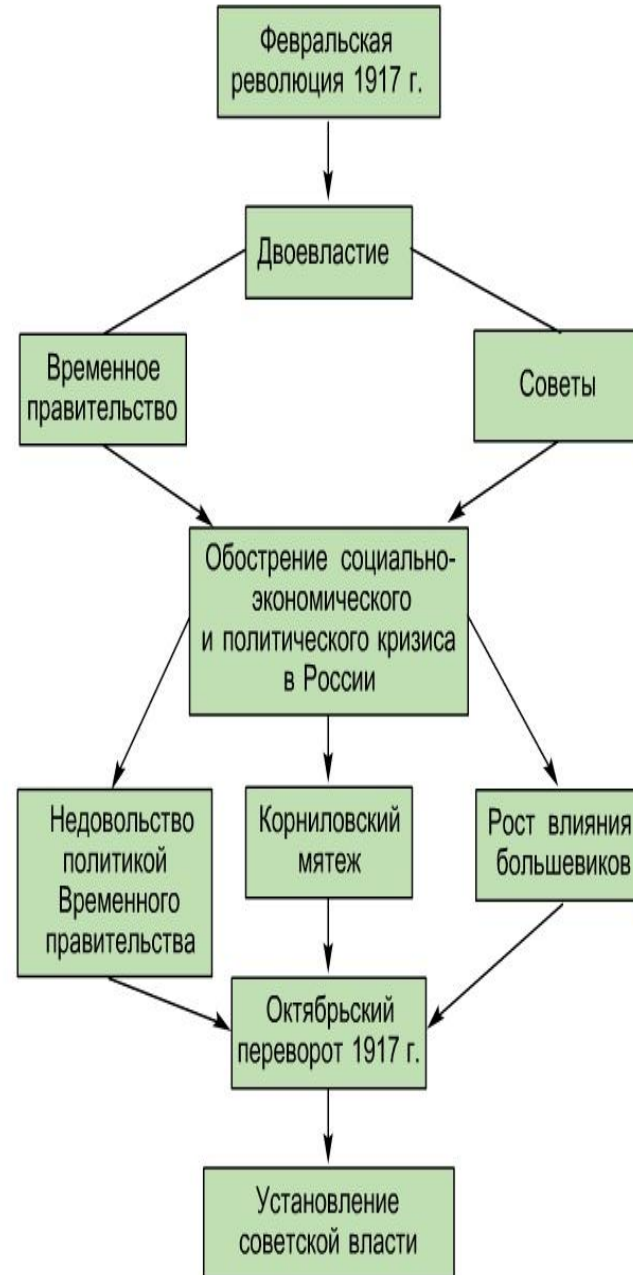 Февральская
революция 1917 г.
Двоевластие
Временное
правительство
Советы
Обострение социально-
экономического
и политического кризиса
в России
Недовольство
политикой
Временного
правительства
Корниловский
мятеж
Рост влияния
большевиков
Октябрьский
переворот 1917 г.
Установление
советской власти